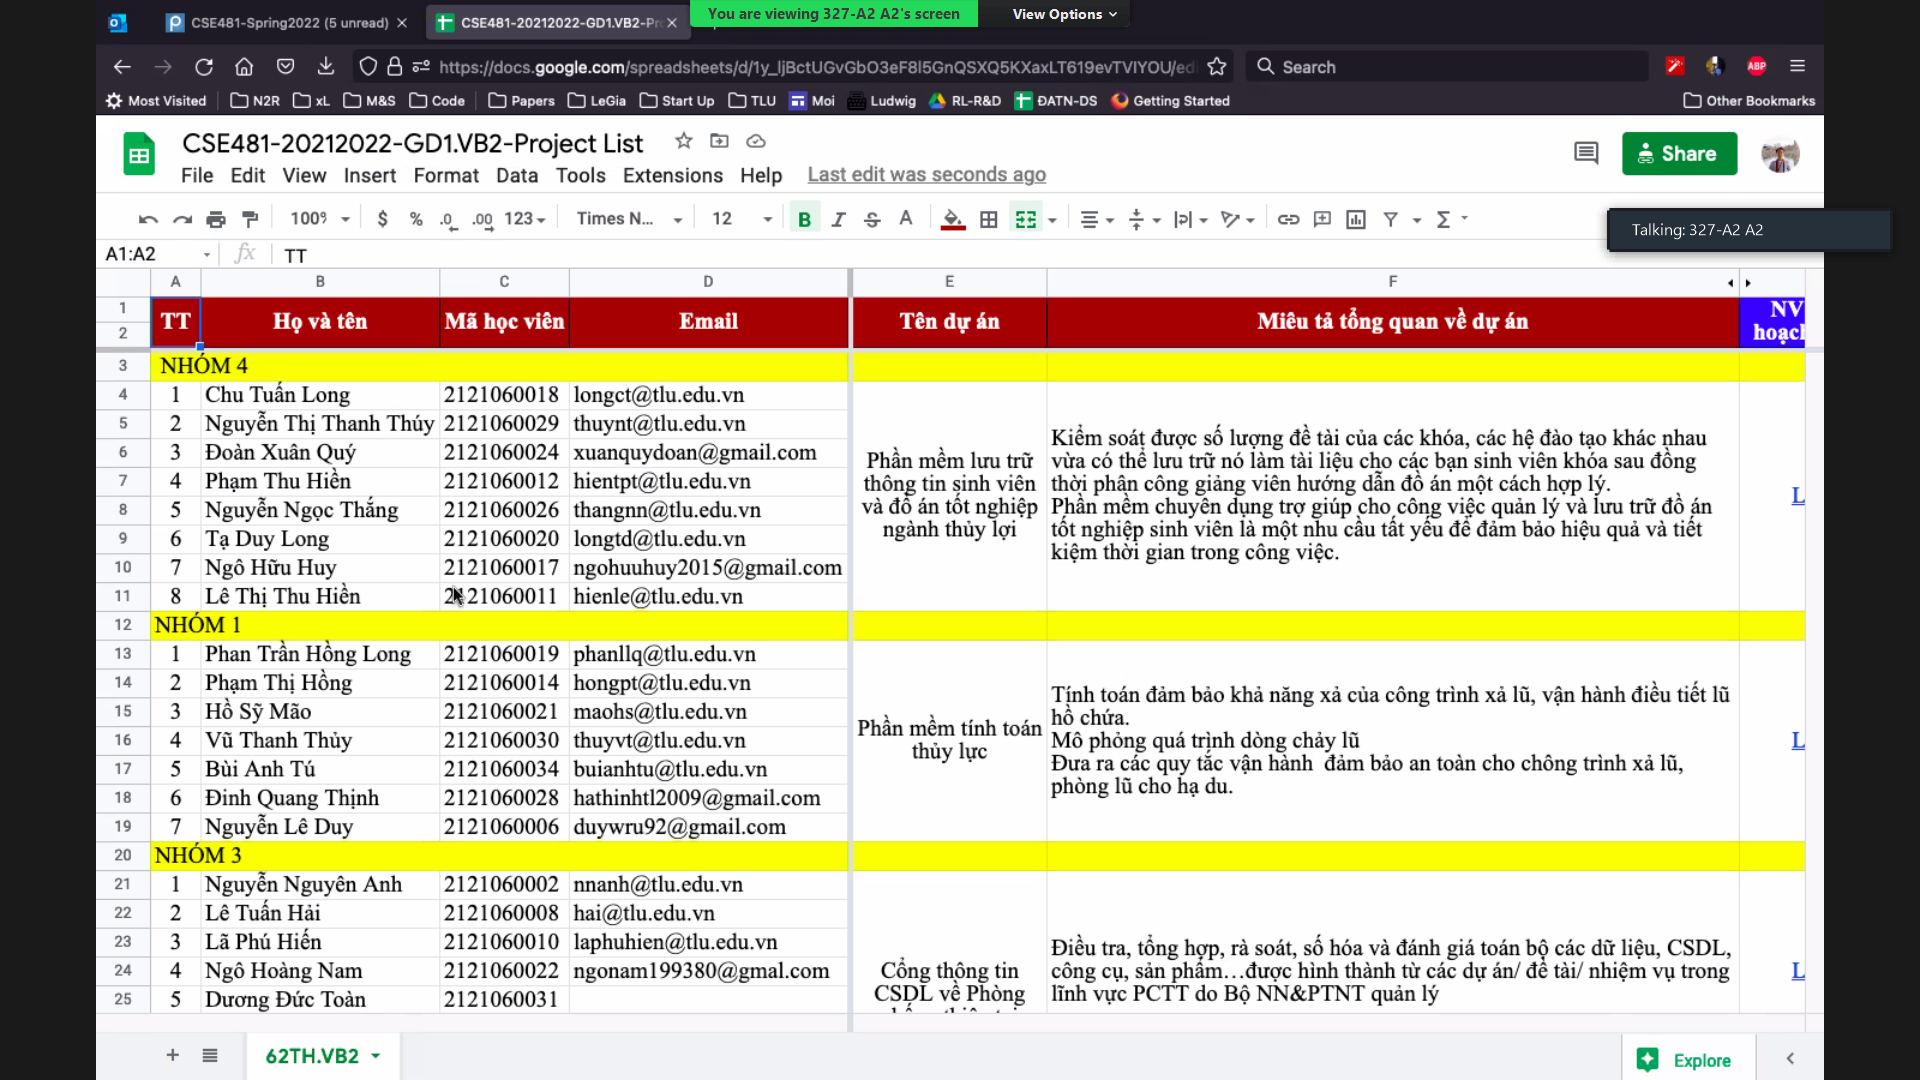 CSE481-Spring2022 (5 unread)
CSE481-20212022-GD1.VB2-Pr
You are viewing 327-A2 A2's screen
View Options
https://docs.google.com/spreadsheets/d/1y_ljBctUGvGbO3eF8l5GnQSXQ5KXaxLT619evTVIYOU/edi
Search
ABP
Most Visited N2R xL M&S Code Papers LeGia Start Up TLU Moi Ludwig RL-R&D ĐATN-DS Getting Started Other Bookmarks
CSE481-20212022-GD1.VB2-Project List
Share
File Edit View Insert Format Data Tools Extensions Help Last edit was seconds ago
100% $ % .0 .00 123 Times N... 12 B I S A
Talking: 327-A2 A2
A1:A2 fx TT
A B C D E F
1
2
TT Họ và tên Mã học viên Email Tên dự án Miêu tả tổng quan về dự án NV
hoạch
3 NHÓM 4
4 1 Chu Tuấn Long 2121060018 longct@tlu.edu.vn
5 2 Nguyễn Thị Thanh Thúy 2121060029 thuynt@tlu.edu.vn
6 3 Đoàn Xuân Quý 2121060024 xuanquydoan@gmail.com
7 4 Phạm Thu Hiền 2121060012 hientpt@tlu.edu.vn
8 5 Nguyễn Ngọc Thắng 2121060026 thangnn@tlu.edu.vn
9 6 Tạ Duy Long 2121060020 longtd@tlu.edu.vn
10 7 Ngô Hữu Huy 2121060017 ngohuuhuy2015@gmail.com
11 8 Lê Thị Thu Hiền 2121060011 hienle@tlu.edu.vn
Phần mềm lưu trữ
thông tin sinh viên
và đồ án tốt nghiệp
ngành thủy lợi
Kiểm soát được số lượng đề tài của các khóa, các hệ đào tạo khác nhau
vừa có thể lưu trữ nó làm tài liệu cho các bạn sinh viên khóa sau đồng
thời phân công giảng viên hướng dẫn đồ án một cách hợp lý.
Phần mềm chuyên dụng trợ giúp cho công việc quản lý và lưu trữ đồ án
tốt nghiệp sinh viên là một nhu cầu tất yếu để đảm bảo hiệu quả và tiết
kiệm thời gian trong công việc.
L
12 NHÓM 1
13 1 Phan Trần Hồng Long 2121060019 phanllq@tlu.edu.vn
14 2 Phạm Thị Hồng 2121060014 hongpt@tlu.edu.vn
15 3 Hồ Sỹ Mão 2121060021 maohs@tlu.edu.vn
16 4 Vũ Thanh Thủy 2121060030 thuyvt@tlu.edu.vn
17 5 Bùi Anh Tú 2121060034 buianhtu@tlu.edu.vn
18 6 Đinh Quang Thịnh 2121060028 hathinhtl2009@gmail.com
19 7 Nguyễn Lê Duy 2121060006 duywru92@gmail.com
Phần mềm tính toán
thủy lực
Tính toán đảm bảo khả năng xả của công trình xả lũ, vận hành điều tiết lũ
hồ chứa.
Mô phỏng quá trình dòng chảy lũ
Đưa ra các quy tắc vận hành đảm bảo an toàn cho chông trình xả lũ,
phòng lũ cho hạ du.
L
20 NHÓM 3
21 1 Nguyễn Nguyên Anh 2121060002 nnanh@tlu.edu.vn
22 2 Lê Tuấn Hải 2121060008 hai@tlu.edu.vn
23 3 Lã Phú Hiến 2121060010 laphuhien@tlu.edu.vn
24 4 Ngô Hoàng Nam 2121060022 ngonam199380@gmal.com
25 5 Dương Đức Toàn 2121060031
Cổng thông tin
CSDL về Phòng
Điều tra, tổng hợp, rà soát, số hóa và đánh giá toán bộ các dữ liệu, CSDL,
công cụ, sản phẩm…được hình thành từ các dự án/ đề tài/ nhiệm vụ trong
lĩnh vực PCTT do Bộ NN&PTNT quản lý
L
62TH.VB2
Explore